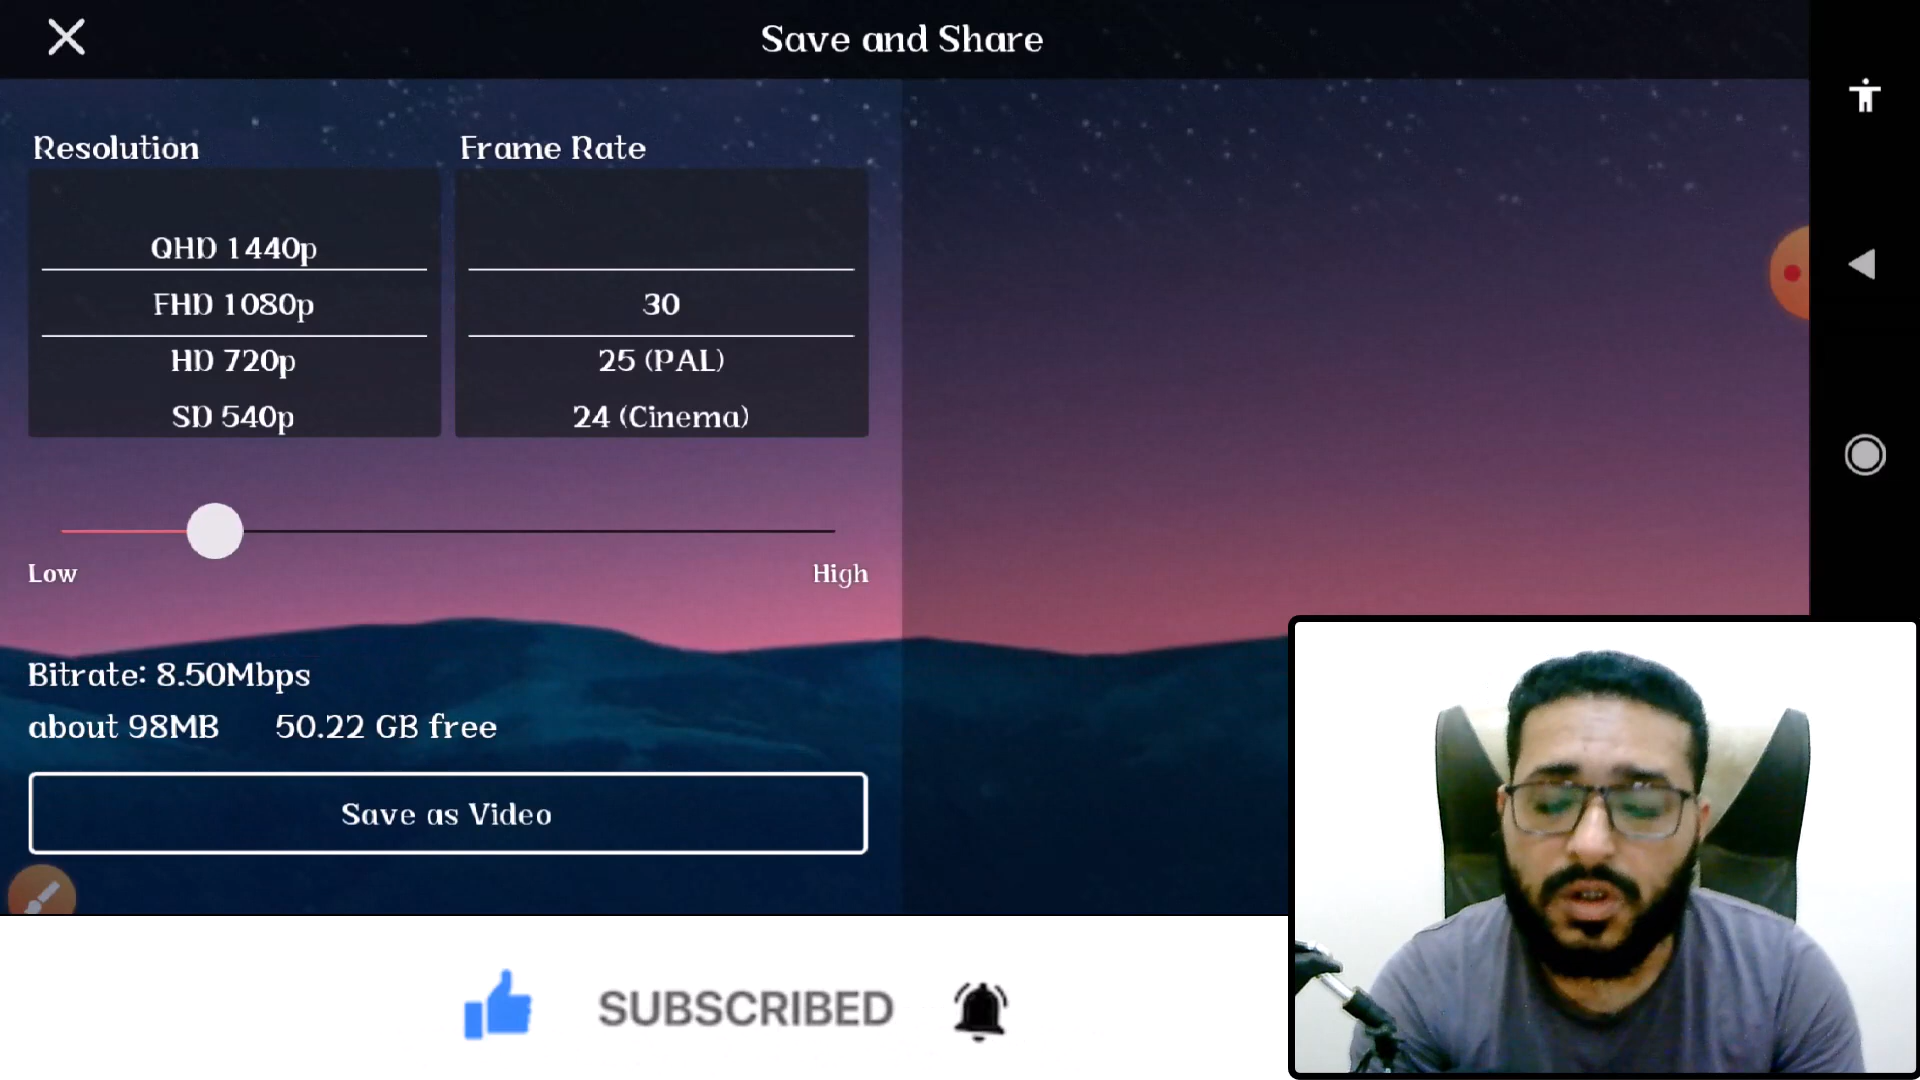 Save and Share
Resolution
Frame Rate
QHD 1440p
FHD 1080p
HD 720p
SD 540p
30
25 (PAL)
24 (Cinema)
Low
High
Bitrate: 8.50Mbps
about 98MB 50.22 GB free
Save as Video
SUBSCRIBED